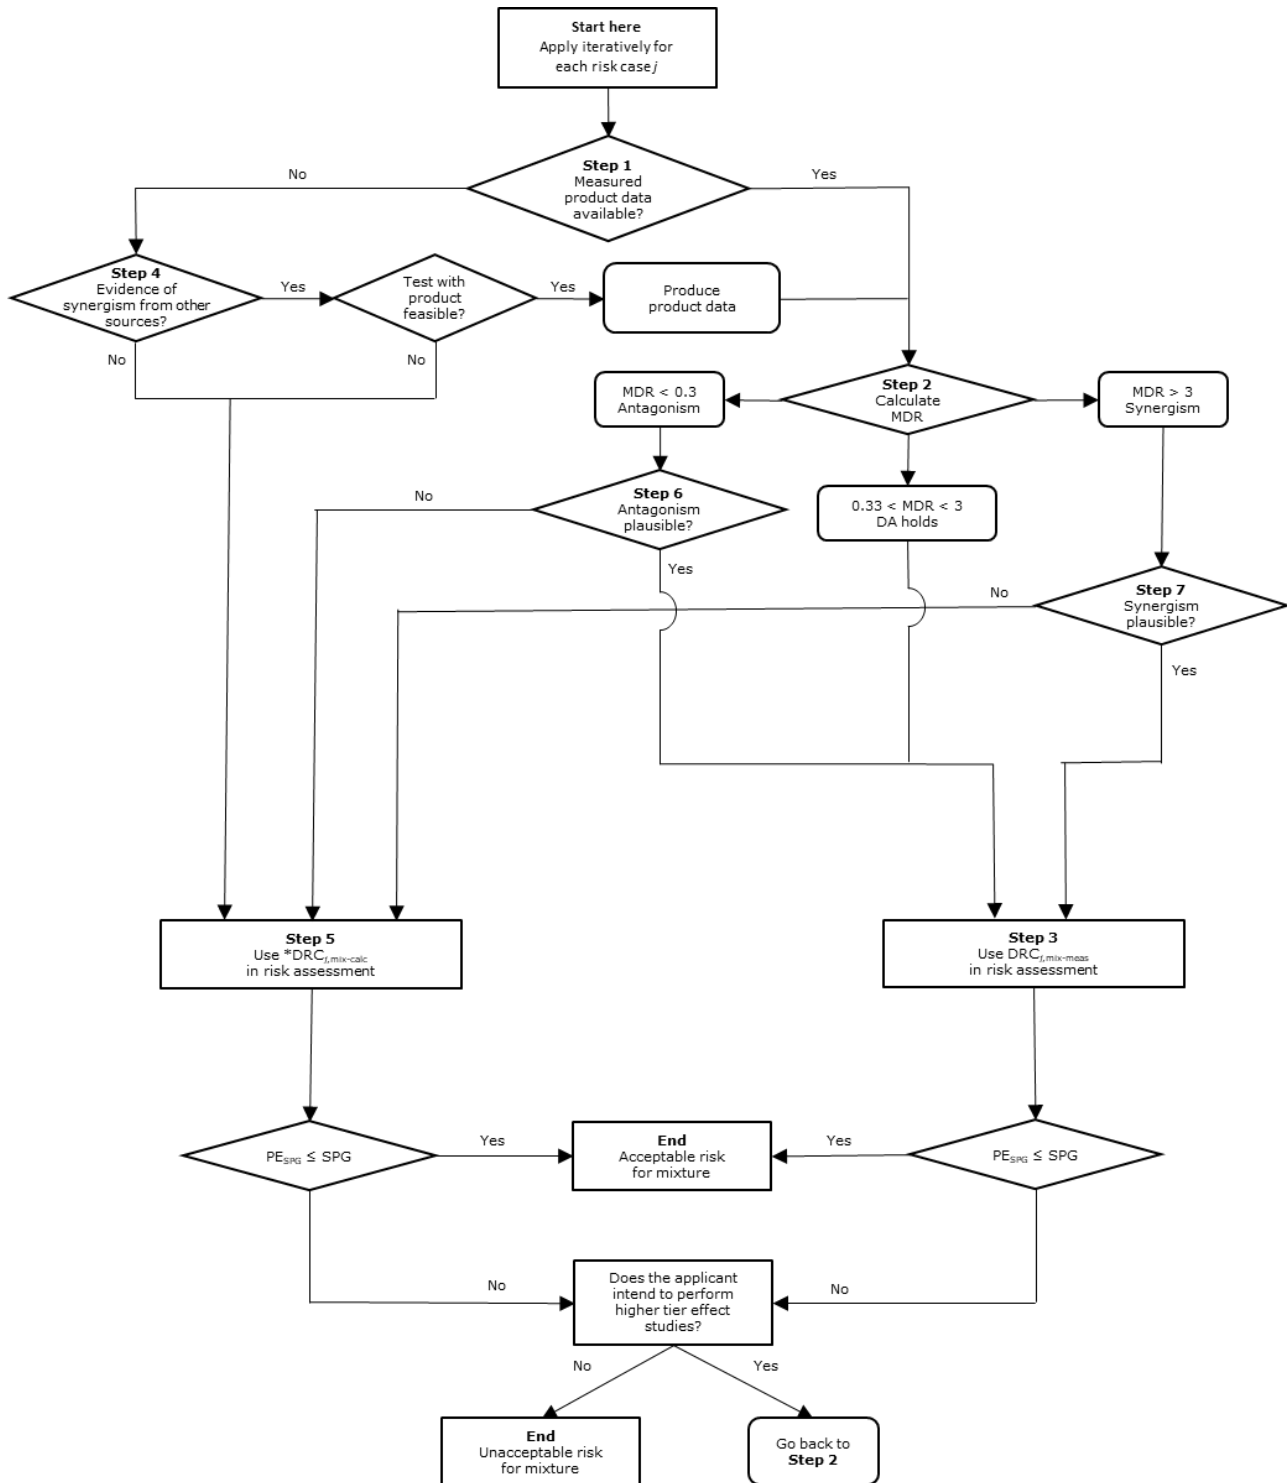 Start here
Apply iteratively for
each risk case j
Step 1
Measured
product data
available?
No
Yes
Step 4
Evidence of
synergism from other
sources?
Yes
Test with
product
feasible?
Yes
Produce
product data
No
No
MDR < 0.3
Antagonism
Step 2
Calculate
MDR
MDR > 3
Synergism
Step 6
Antagonism
plausible?
No
Yes
0.33 < MDR < 3
DA holds
Step 7
Synergism
plausible?
No
Yes
Step 5
Use *DRCj,mix-calc
in risk assessment
Step 3
Use DRCj,mix-meas
in risk assessment
PESPG ≤ SPG
Yes
End
Acceptable risk
for mixture
Yes
PESPG ≤ SPG
No
Does the applicant
intend to perform
higher tier effect
studies?
No
No
Yes
End
Unacceptable risk
for mixture
Go back to
Step 2